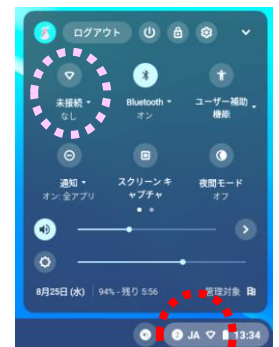 ログアウト
未接続
なし
Bluetooth
オン
ユーザー補助
機能
通知
オン: 全アプリ
スクリーンキ
ャプチャ
夜間モード
オフ
8月25日 (水) 94% - 残り 5:56 管理対象
2 JA 13:34